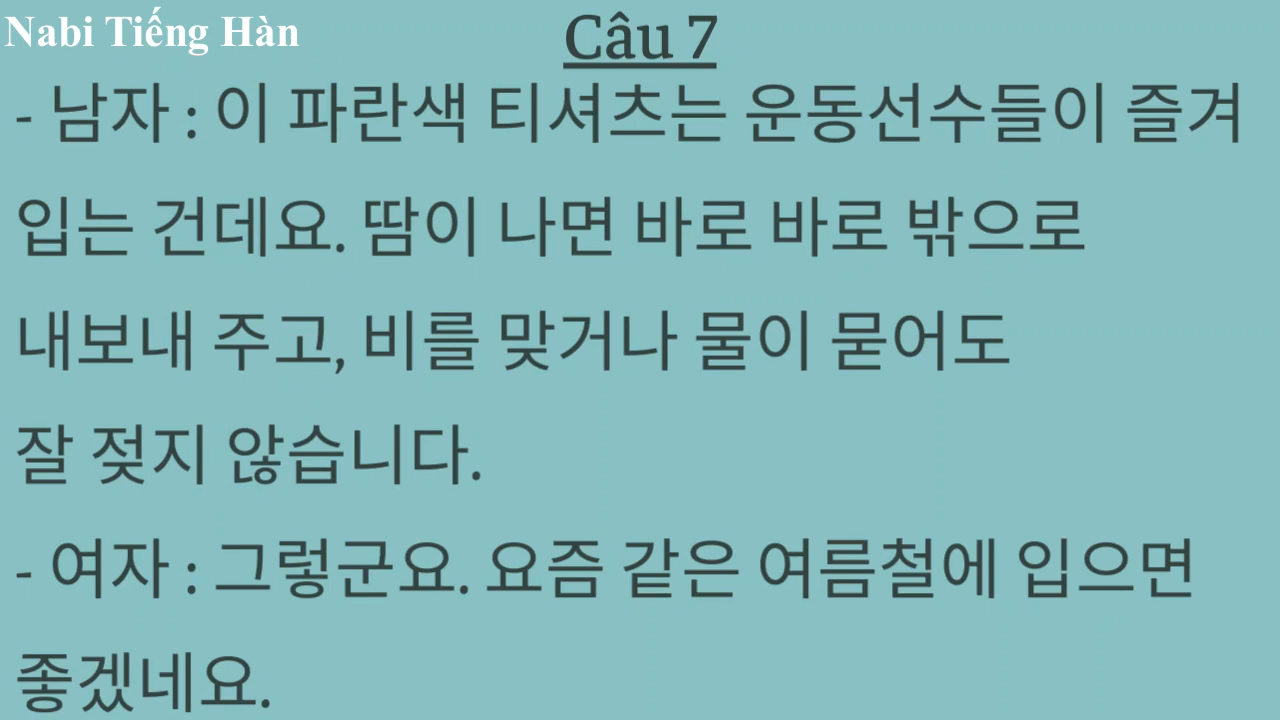 Nabi Tiếng Hàn
Câu 7
- 남자 : 이 파란색 티셔츠는 운동선수들이 즐겨
입는 건데요. 땀이 나면 바로 바로 밖으로
내보내 주고, 비를 맞거나 물이 묻어도
잘 젖지 않습니다.
- 여자 : 그렇군요. 요즘 같은 여름철에 입으면
좋겠네요.